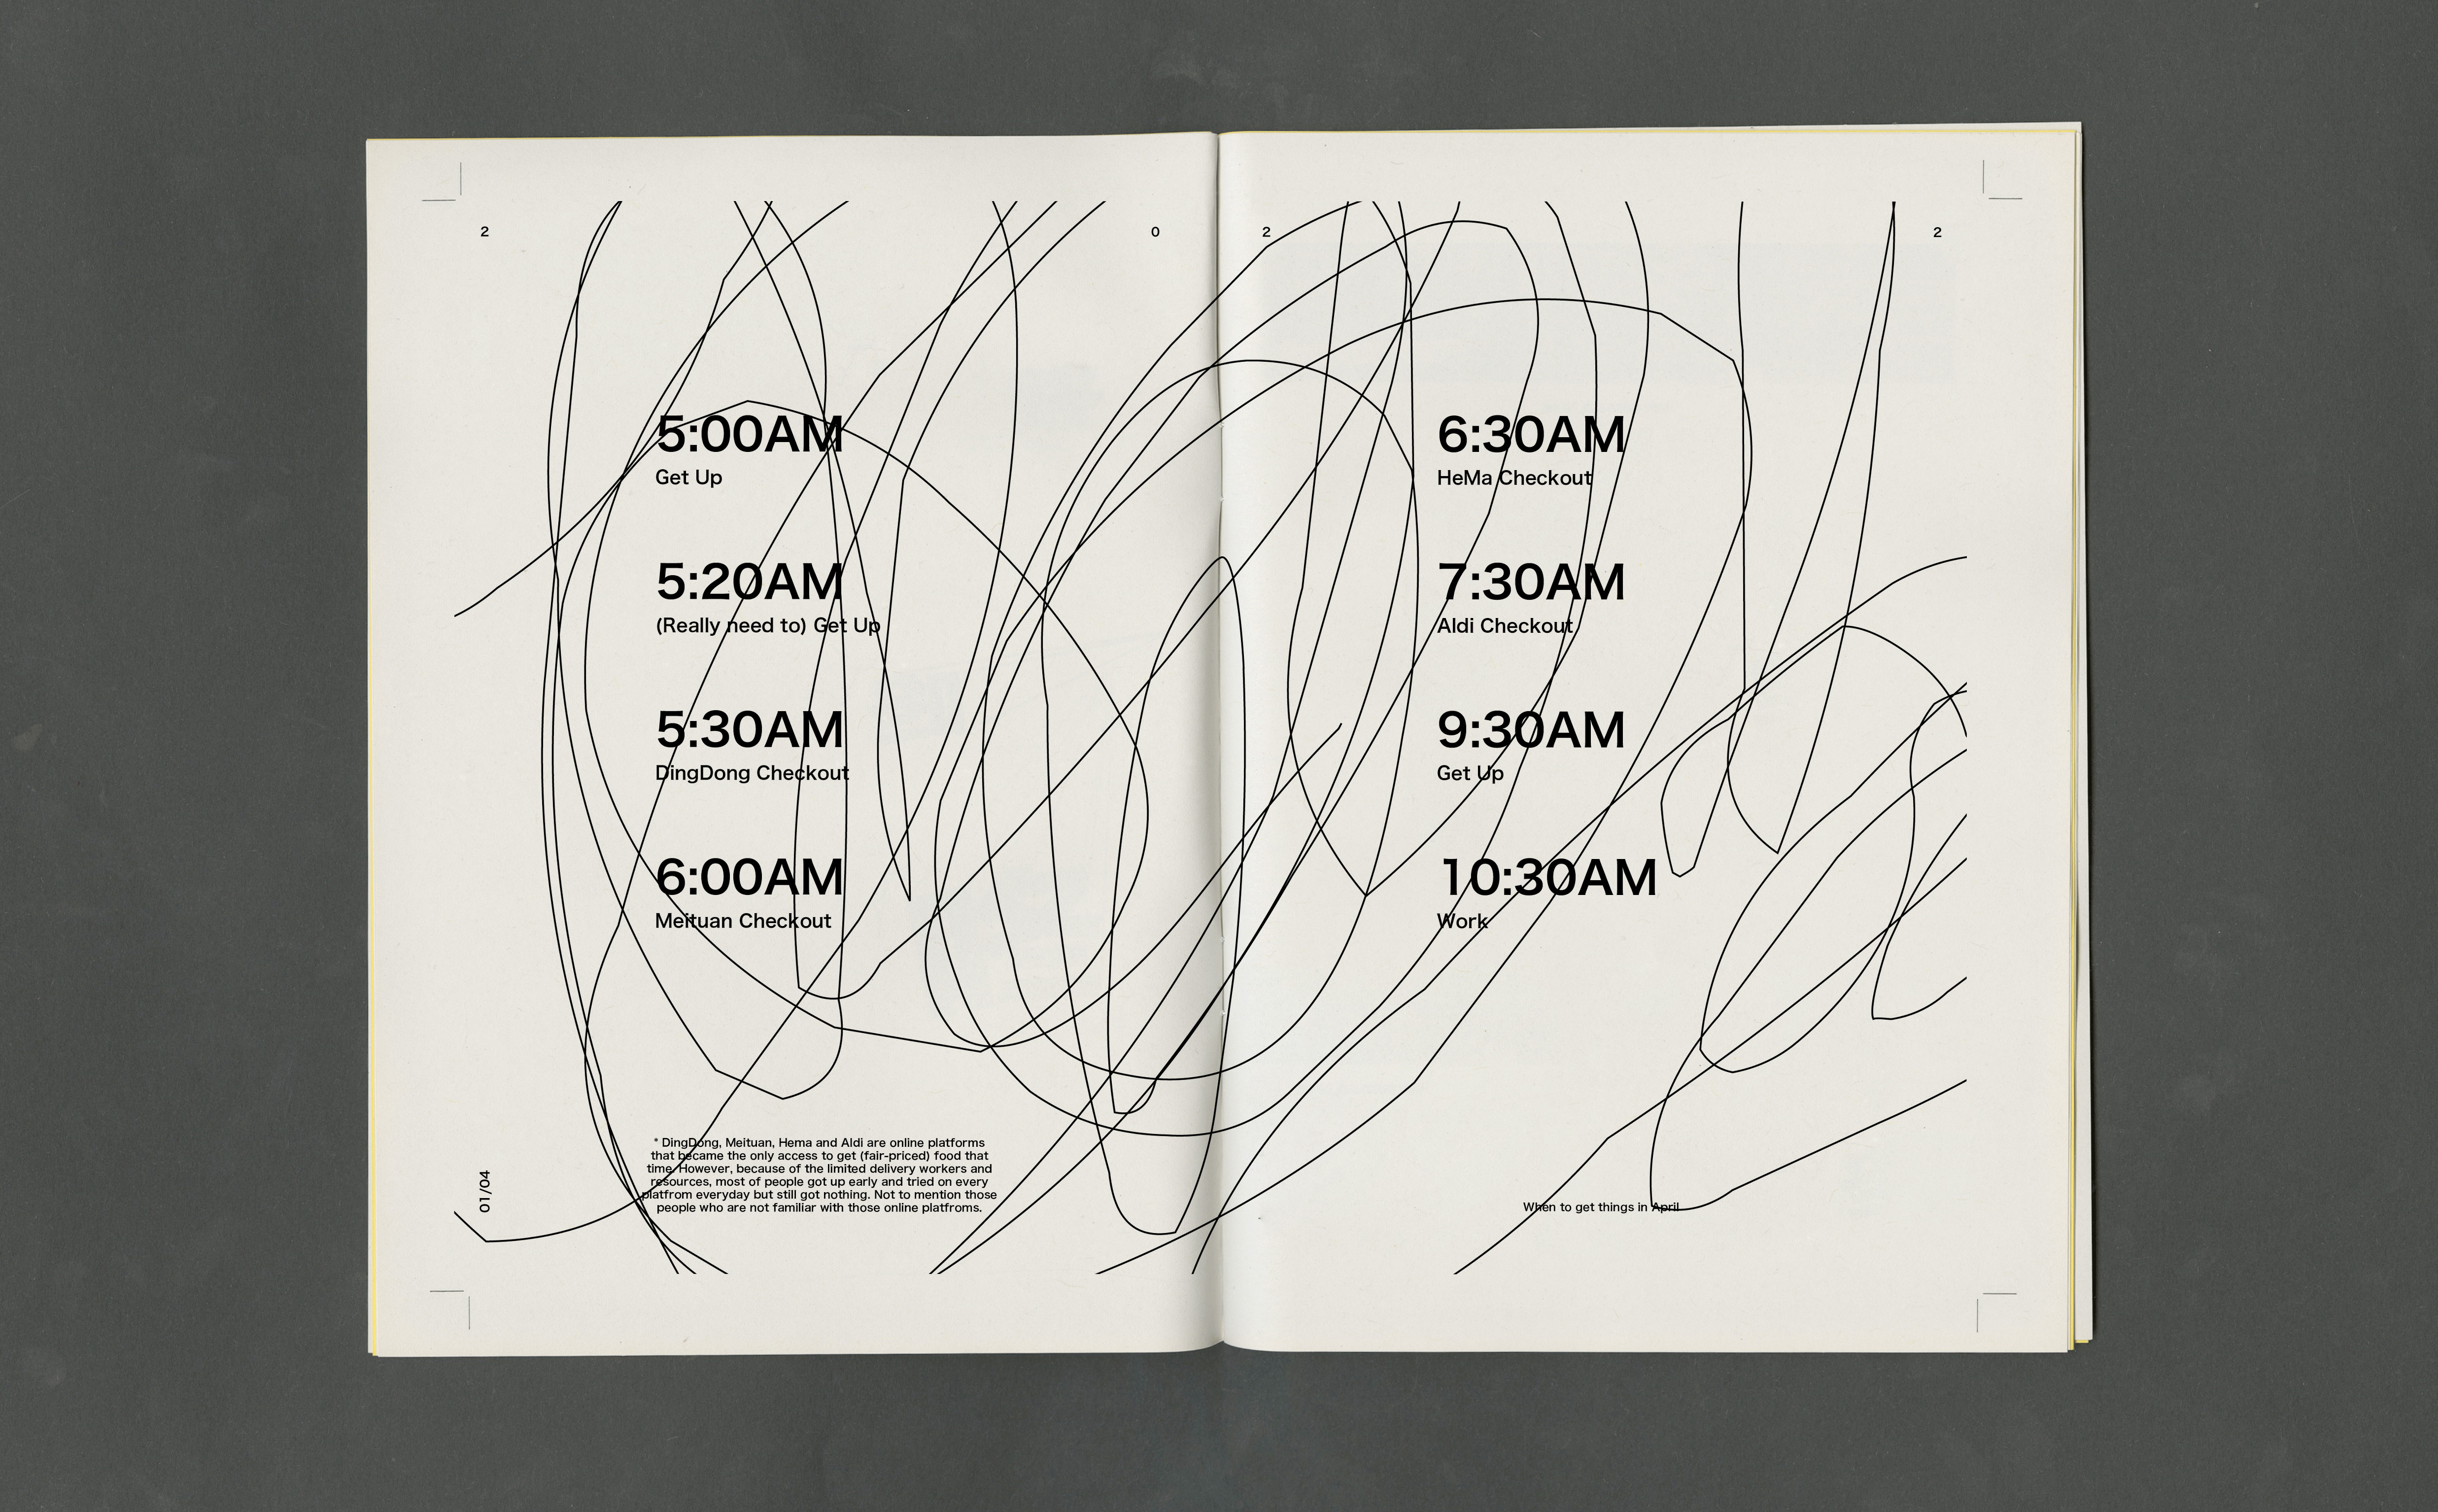 2
0
2
2
5:00AM
Get Up
5:20AM
(Really need to) Get Up
5:30AM
DingDong Checkout
6:00AM
Meituan Checkout
* DingDong, Meituan, Hema and Aldi are online platforms
that became the only access to get (fair-priced) food that
time. However, because of the limited delivery workers and
resources, most of people got up early and tried on every
platfrom everyday but still got nothing. Not to mention those
people who are not familiar with those online platfroms.
01/04
6:30AM
HeMa Checkout
7:30AM
Aldi Checkout
9:30AM
Get Up
10:30AM
Work
When to get things in April